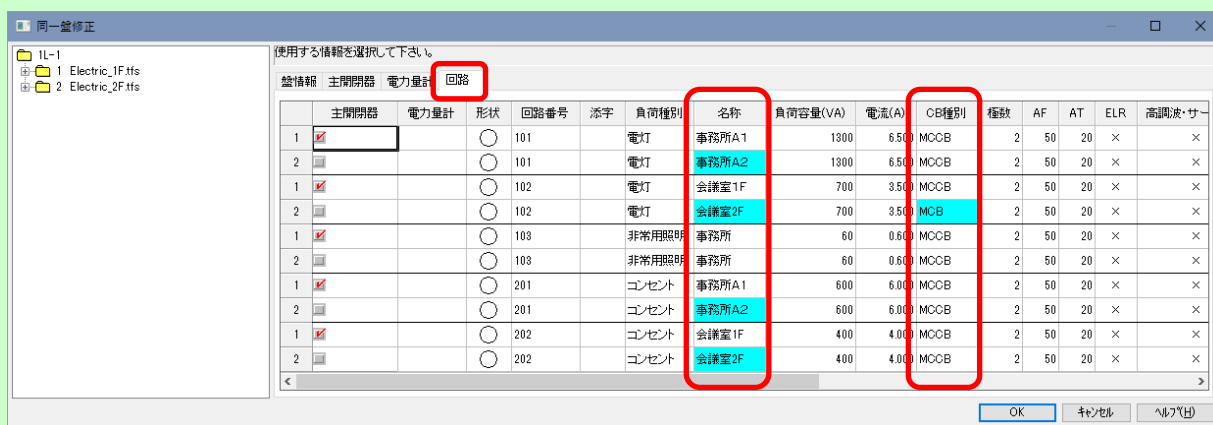 同一盤修正
1L-1
1 Electric_1F.tfs
2 Electric_2F.tfs
使用する情報を選択して下さい。
盤情報 主開閉器 電力量計 回路
主開閉器 電力量計 形状 回路番号 添字 負荷種別 名称 負荷容量(VA) 電流(A) CB種別 極数 AF AT ELR 高調波・サー
1 101 電灯 事務所A1 1300 6.500 MCCB 2 50 20 × ×
2 101 電灯 事務所A2 1300 6.500 MCCB 2 50 20 × ×
1 102 電灯 会議室1F 700 3.500 MCCB 2 50 20 × ×
2 102 電灯 会議室2F 700 3.500 MCB 2 50 20 × ×
1 103 非常用照明 事務所 60 0.600 MCCB 2 50 20 × ×
2 103 非常用照明 事務所 60 0.600 MCCB 2 50 20 × ×
1 201 コンセント 事務所A1 600 6.000 MCCB 2 50 20 × ×
2 201 コンセント 事務所A2 600 6.000 MCCB 2 50 20 × ×
1 202 コンセント 会議室1F 400 4.000 MCCB 2 50 20 × ×
2 202 コンセント 会議室2F 400 4.000 MCCB 2 50 20 × ×
OK キャンセル ヘルプ(H)